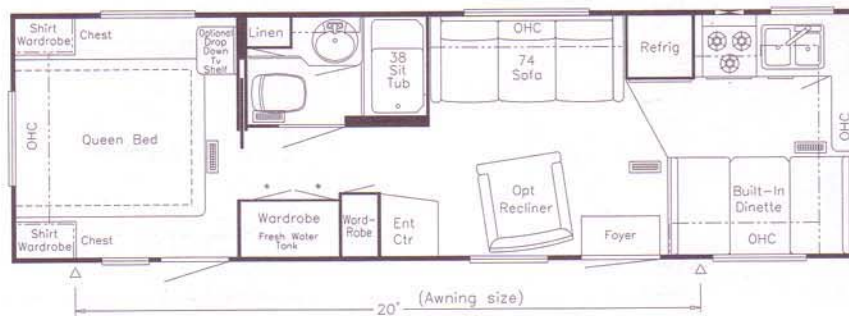 Shirt
Wardrobe
Chest
Optional
Drop
Down
Tv
Shelf
OHC
Queen Bed
Shirt
Wardrobe
Chest
Linen
38
Sit
Tub
OHC
74
Sofa
Refrig
OHC
Wardrobe
Fresh Water
Tank
Word-
Robe
Ent
Ctr
Opt
Recliner
Foyer
Built-In
Dinette
OHC
20"
(Awning size)